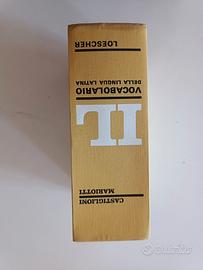 CASTIGLIONI
MARIOTTI
IL
VOCABOLARIO
DELLA LINGUA LATINA
LOESCHER